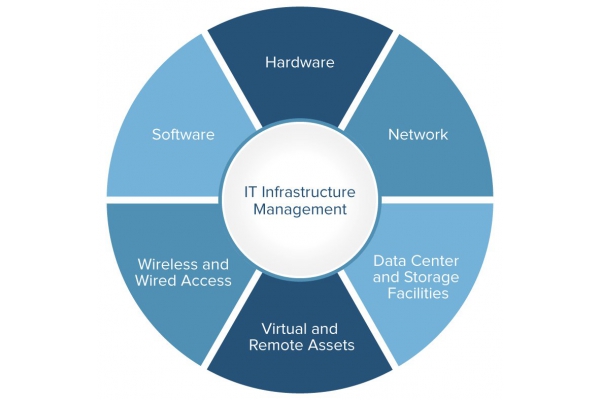 Hardware
Network
Data Center
and Storage
Facilities
Virtual and
Remote Assets
Wireless and
Wired Access
Software
IT Infrastructure
Management